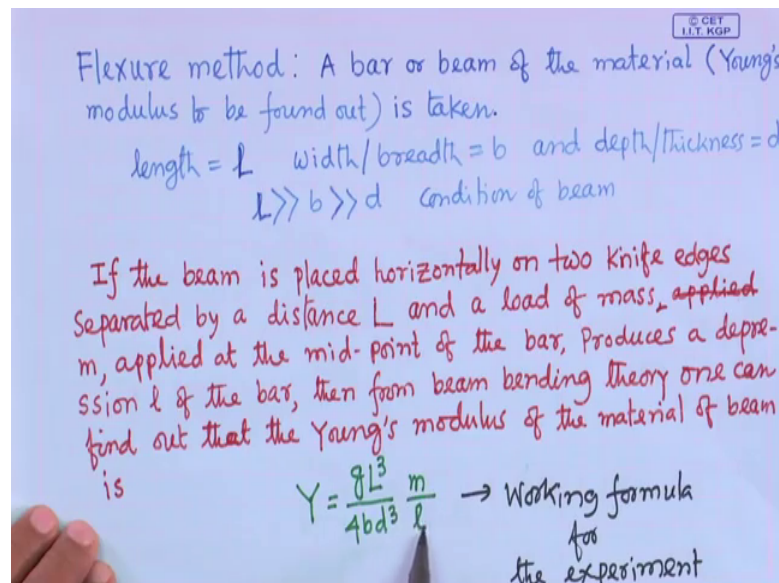 © CET
I.I.T. KGP
Flexure method: A bar or beam of the material (Young's
modulus to be found out) is taken.
length = L width/breadth = b and depth/thickness = d
L >> b >> d Condition of beam
If the beam is placed horizontally on two knife edges
separated by a distance L and a load of mass, applied
m, applied at the mid-point of the bar, Produces a depre-
ssion l of the bar, then from beam bending theory one can
find out that the Young's modulus of the material of beam
is
Y = gL³/4bd³ m/l → Working formula
for
the experiment